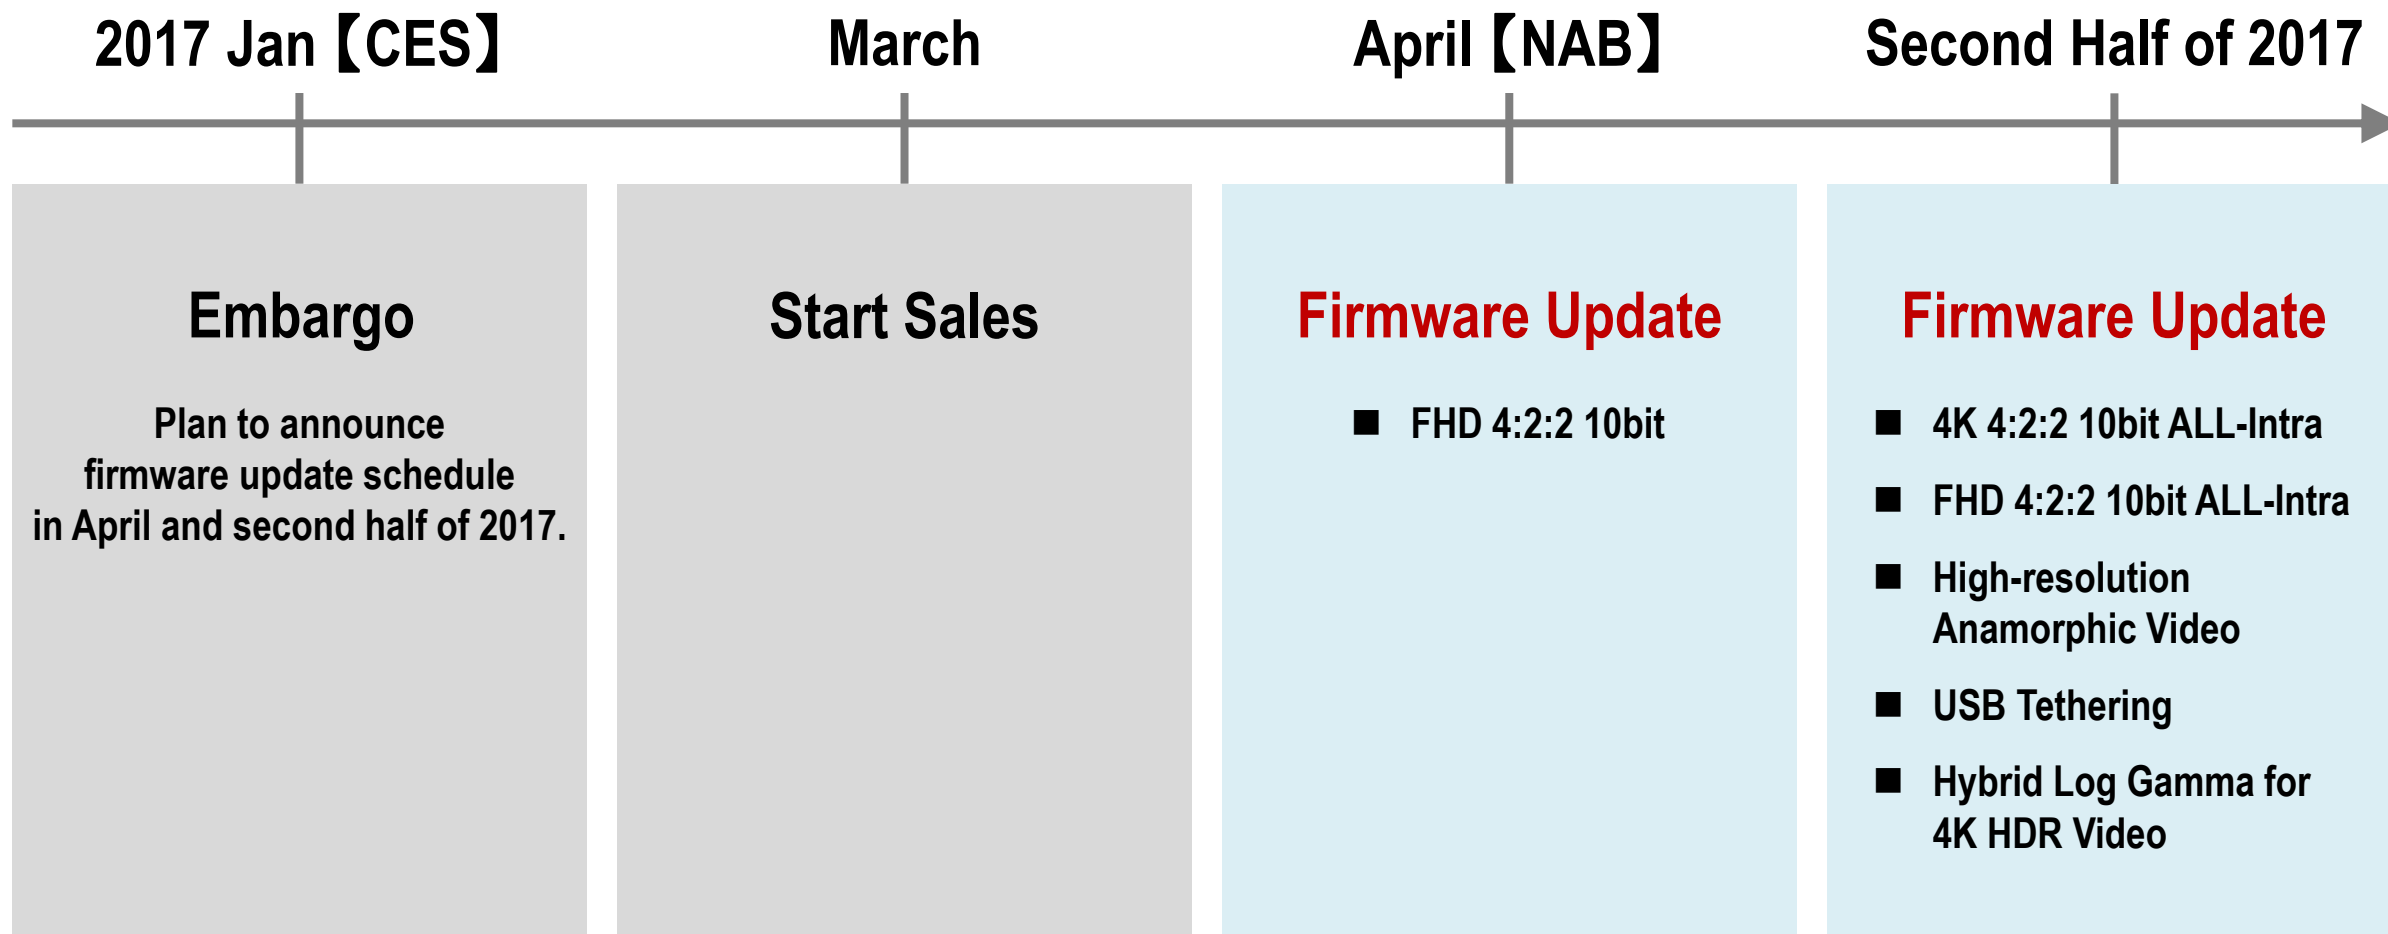 2017 Jan【CES】
March
April【NAB】
Second Half of 2017
Embargo
Plan to announce
firmware update schedule
in April and second half of 2017.
Start Sales
Firmware Update
■ FHD 4:2:2 10bit
Firmware Update
■ 4K 4:2:2 10bit ALL-Intra
■ FHD 4:2:2 10bit ALL-Intra
■ High-resolution
Anamorphic Video
■ USB Tethering
■ Hybrid Log Gamma for
4K HDR Video